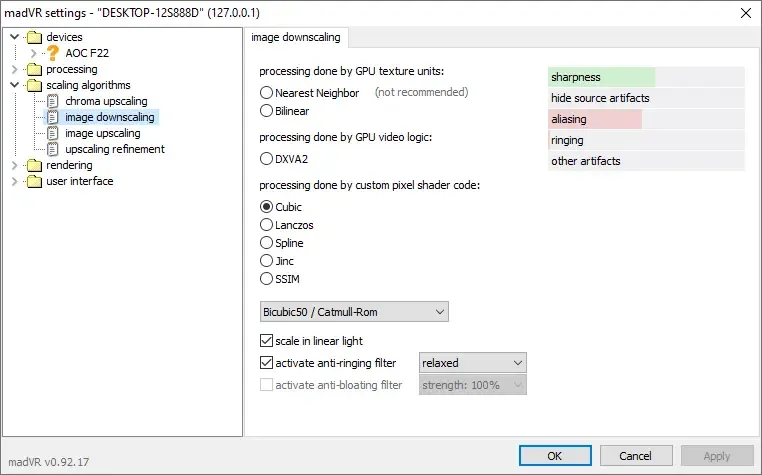 madVR settings - "DESKTOP-12S888D" (127.0.0.1)
devices
AOC F22
processing
scaling algorithms
chroma upscaling
image downscaling
image upscaling
upscaling refinement
rendering
user interface
madVR v0.92.17
image downscaling
processing done by GPU texture units:
Nearest Neighbor (not recommended)
Bilinear
processing done by GPU video logic:
DXVA2
processing done by custom pixel shader code:
Cubic
Lanczos
Spline
Jinc
SSIM
Bicubic50 / Catmull-Rom
scale in linear light
activate anti-ringing filter relaxed
activate anti-bloating filter strength: 100%
sharpness
hide source artifacts
aliasing
ringing
other artifacts
OK Cancel Apply